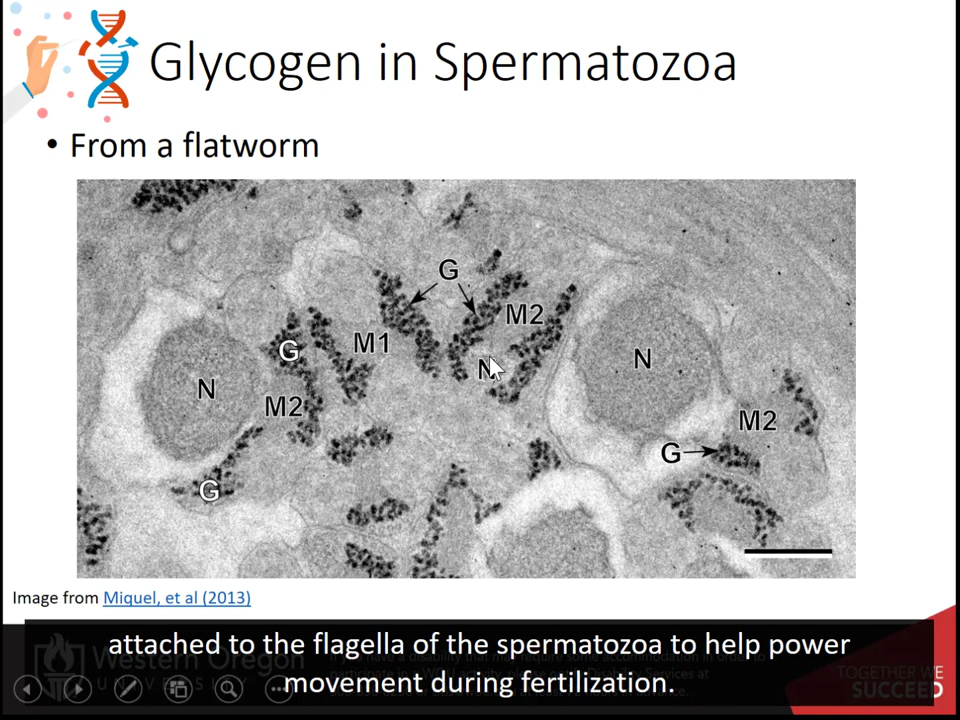 Glycogen in Spermatozoa
• From a flatworm
G
M2
M1
G
N
N
N
M2
M2
G
G
Image from Miquel, et al (2013)
attached to the flagella of the spermatozoa to help power
movement during fertilization.
Western Oregon
UNIVERSI
TOGETHER WE
SUCCEED